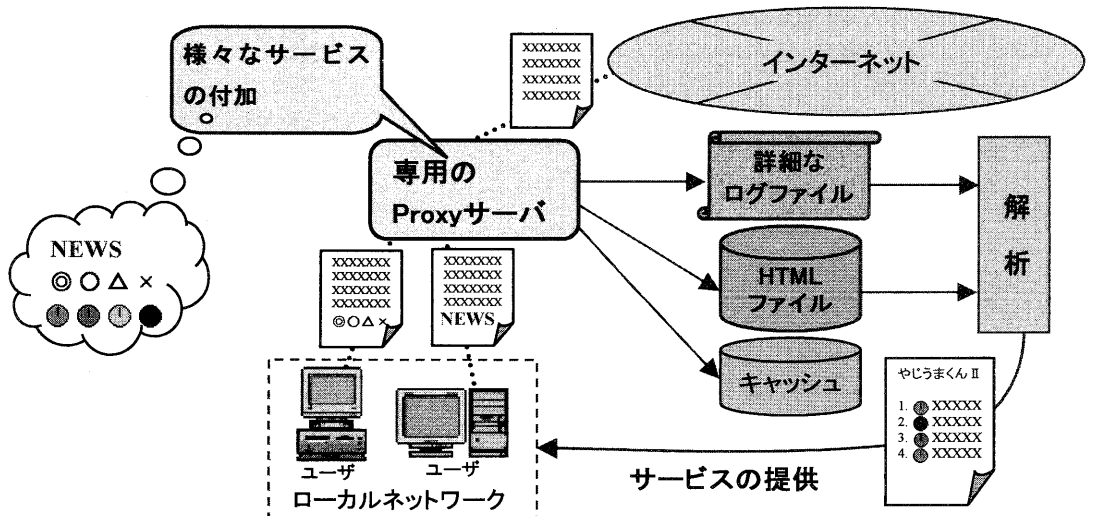 様々なサービス
の付加
XXXXXXX
XXXXXXX
XXXXXXX
XXXXXXX
インターネット
専用の
Proxyサーバ
詳細な
ログファイル
解析
NEWS
◎ ○ △ ×
XXXXXXX
XXXXXXX
XXXXXXX
XXXXXXX
◎○△×
XXXXXXX
XXXXXXX
XXXXXXX
XXXXXXX
NEWS
HTML
ファイル
キャッシュ
やじうまくん II
1. XXXXX
2. XXXXX
3. XXXXX
4. XXXXX
ユーザ
ユーザ
ローカルネットワーク
サービスの提供